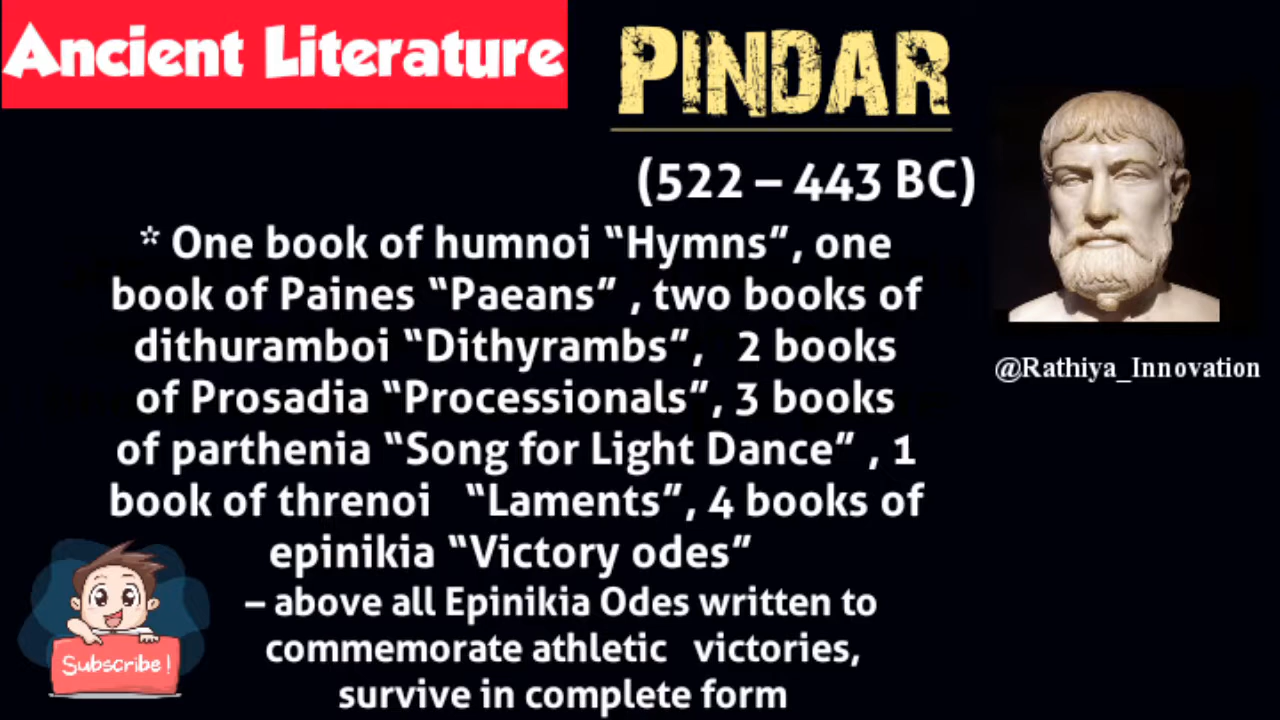 Ancient Literature
PINDAR
(522 – 443 BC)
* One book of humnoi “Hymns”, one
book of Paines “Paeans” , two books of
dithuramboi “Dithyrambs”, 2 books
of Prosadia “Processionals”, 3 books
of parthenia “Song for Light Dance” , 1
book of threnoi “Laments”, 4 books of
epinikia “Victory odes”
– above all Epinikia Odes written to
commemorate athletic victories,
survive in complete form
@Rathiya_Innovation
Subscribe!